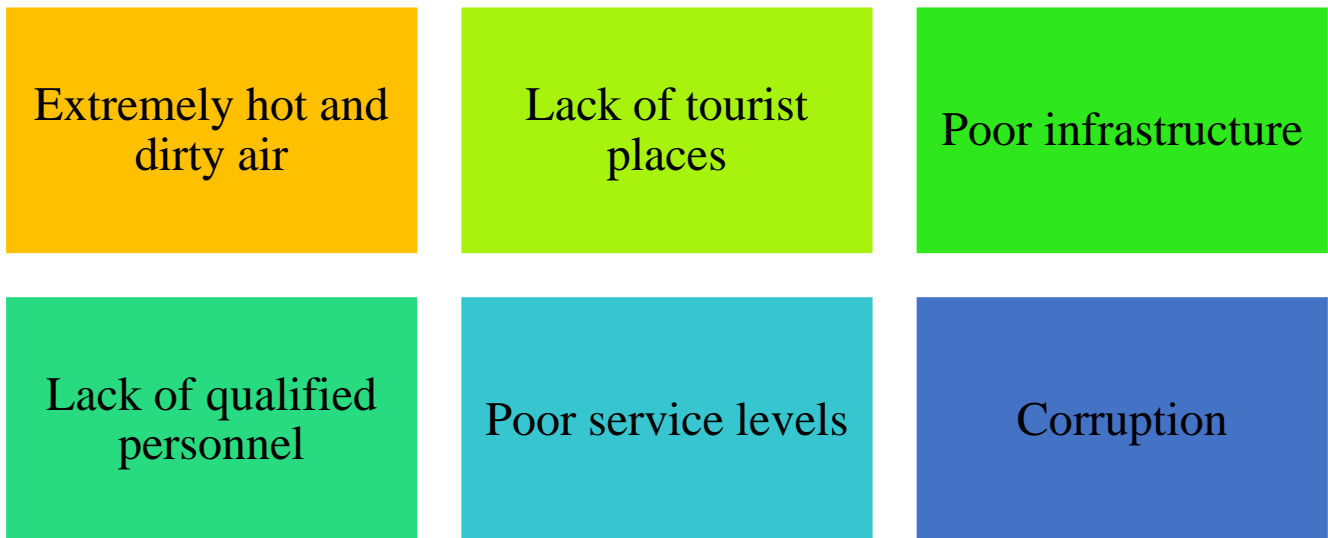 Extremely hot and
dirty air
Lack of tourist
places
Poor infrastructure
Lack of qualified
personnel
Poor service levels
Corruption